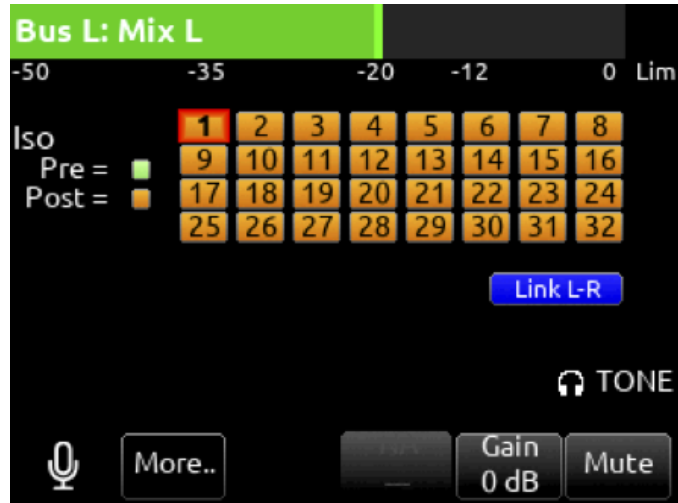 Bus L: Mix L
-50 -35 -20 -12 0 Lim
Iso
Pre =
Post =
1 2 3 4 5 6 7 8
9 10 11 12 13 14 15 16
17 18 19 20 21 22 23 24
25 26 27 28 29 30 31 32
Link L-R
TONE
More..
Gain
0 dB
Mute